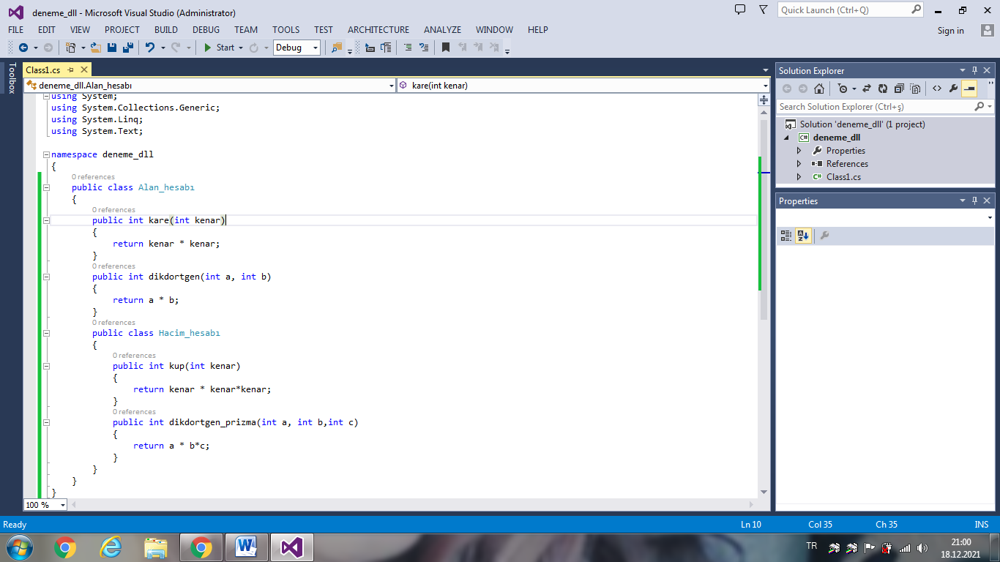 deneme_dll - Microsoft Visual Studio (Administrator)
Quick Launch (Ctrl+Q)
FILE EDIT VIEW PROJECT BUILD DEBUG TEAM TOOLS TEST ARCHITECTURE ANALYZE WINDOW HELP
Sign in
Start Debug
Toolbox
Class1.cs
deneme_dll.Alan_hesabı
kare(int kenar)
using System;
using System.Collections.Generic;
using System.Linq;
using System.Text;
namespace deneme_dll
{
0 references
public class Alan_hesabı
{
0 references
public int kare(int kenar)
{
return kenar * kenar;
}
0 references
public int dikdortgen(int a, int b)
{
return a * b;
}
0 references
public class Hacim_hesabı
{
0 references
public int kup(int kenar)
{
return kenar * kenar*kenar;
}
0 references
public int dikdortgen_prizma(int a, int b,int c)
{
return a * b*c;
}
}
}
}
100 %
Solution Explorer
Search Solution Explorer (Ctrl+ş)
Solution 'deneme_dll' (1 project)
C# deneme_dll
Properties
References
C# Class1.cs
Properties
Ready
Ln 10 Col 35 Ch 35 INS
TR
21:00
18.12.2021